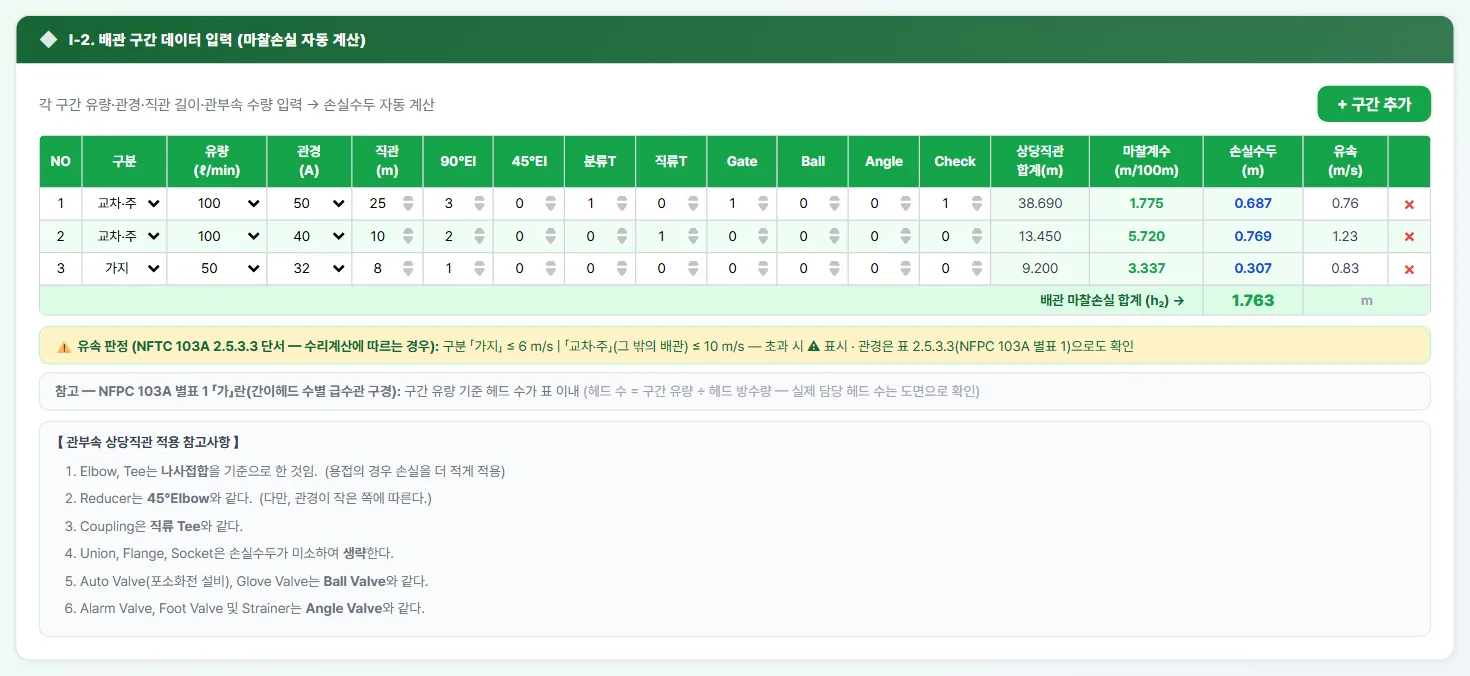 ◆ I-2. 배관 구간 데이터 입력 (마찰손실 자동 계산)
각 구간 유량·관경·직관 길이·관부속 수량 입력 → 손실수두 자동 계산
+ 구간 추가
NO 구분 유량 (ℓ/min) 관경 (A) 직관 (m) 90°El 45°El 분류T 직류T Gate Ball Angle Check 상당직관 합계(m) 마찰계수 (m/100m) 손실수두 (m) 유속 (m/s)
1 교차·주 100 50 25 3 0 1 0 1 0 0 1 38.690 1.775 0.687 0.76 ×
2 교차·주 100 40 10 2 0 0 1 0 0 0 0 13.450 5.720 0.769 1.23 ×
3 가지 50 32 8 1 0 0 0 0 0 0 0 9.200 3.337 0.307 0.83 ×
배관 마찰손실 합계 (h₂) → 1.763 m
⚠ 유속 판정 (NFTC 103A 2.5.3.3 단서 — 수리계산에 따르는 경우): 구분 「가지」 ≤ 6 m/s | 「교차·주」(그 밖의 배관) ≤ 10 m/s — 초과 시 ⚠ 표시 · 관경은 표 2.5.3.3(NFPC 103A 별표 1)으로도 확인
참고 — NFPC 103A 별표 1 「가」란(간이헤드 수별 급수관 구경): 구간 유량 기준 헤드 수가 표 이내 (헤드 수 = 구간 유량 ÷ 헤드 방수량 — 실제 담당 헤드 수는 도면으로 확인)
【 관부속 상당직관 적용 참고사항 】
1. Elbow, Tee는 나사접합을 기준으로 한 것임. (용접의 경우 손실을 더 적게 적용)
2. Reducer는 45°Elbow와 같다. (다만, 관경이 작은 쪽에 따른다.)
3. Coupling은 직류 Tee와 같다.
4. Union, Flange, Socket은 손실수두가 미소하여 생략한다.
5. Auto Valve(포소화전 설비), Glove Valve는 Ball Valve와 같다.
6. Alarm Valve, Foot Valve 및 Strainer는 Angle Valve와 같다.